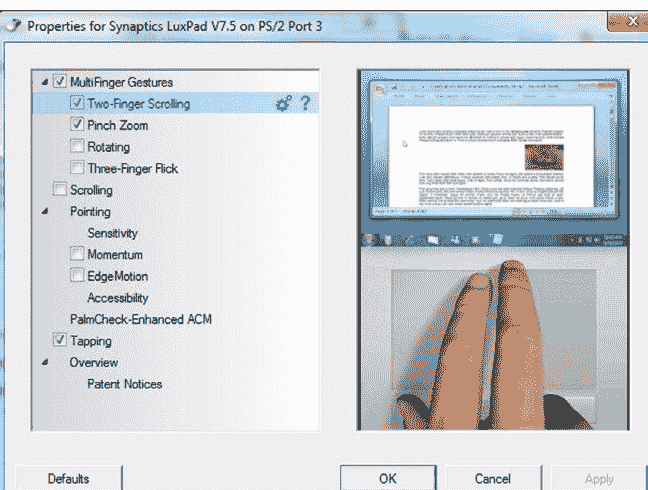 Properties for Synaptics LuxPad V7.5 on PS/2 Port 3
MultiFinger Gestures
Two-Finger Scrolling
?
Pinch Zoom
Rotating
Three-Finger Flick
Scrolling
Pointing
Sensitivity
Momentum
EdgeMotion
Accessibility
PalmCheck-Enhanced ACM
Tapping
Overview
Patent Notices
Defaults
OK
Cancel
Apply